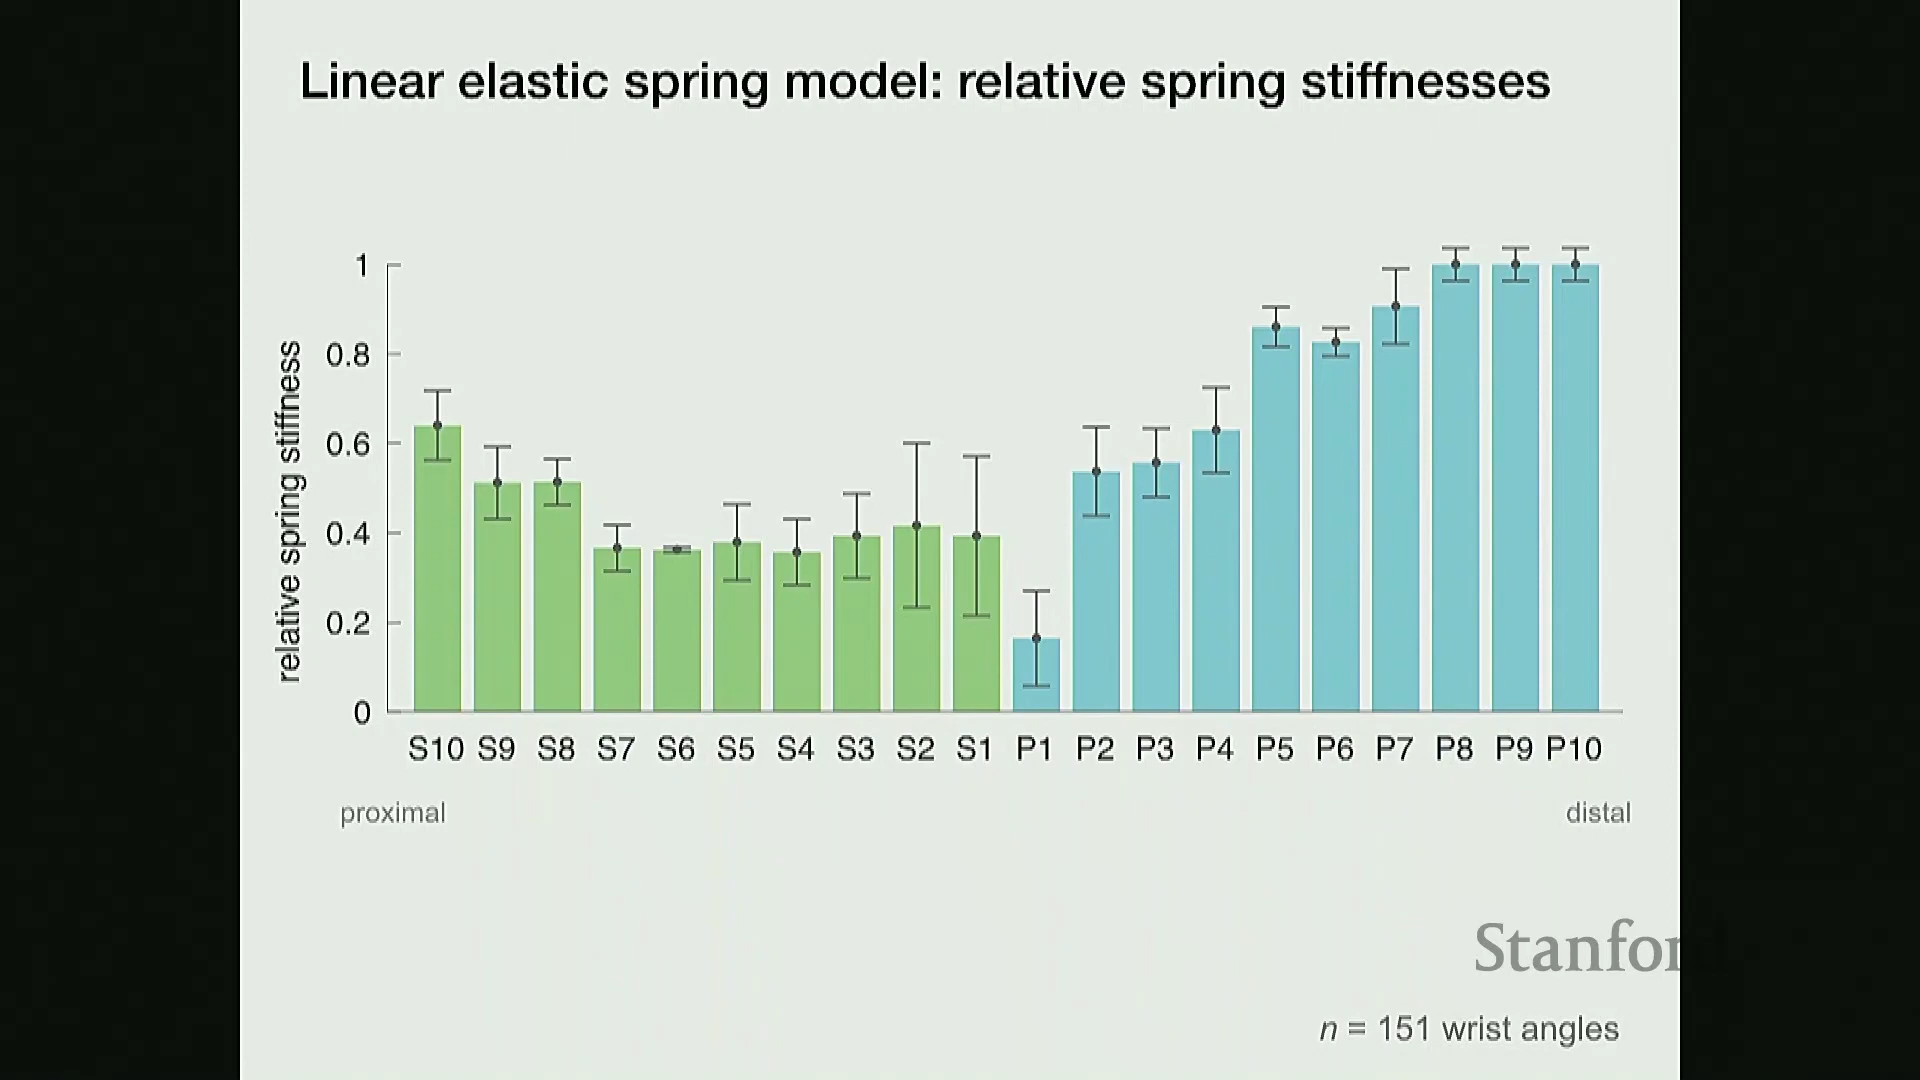 Linear elastic spring model: relative spring stiffnesses
relative spring stiffness
1
0.8
0.6
0.4
0.2
0
S10 S9 S8 S7 S6 S5 S4 S3 S2 S1 P1 P2 P3 P4 P5 P6 P7 P8 P9 P10
proximal distal
Stanford
n = 151 wrist angles